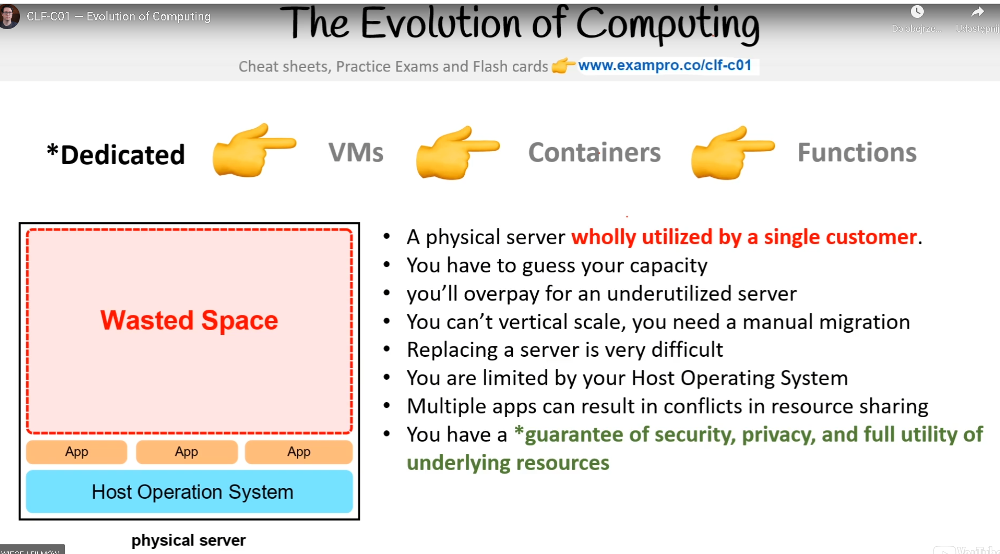 CLF-C01 — Evolution of Computing
The Evolution of Computing
Do obejrze...
Udostępnij
Cheat sheets, Practice Exams and Flash cards 👉 www.exampro.co/clf-c01
*Dedicated 👉 VMs 👉 Containers 👉 Functions
Wasted Space
App App App
Host Operation System
physical server
• A physical server wholly utilized by a single customer.
• You have to guess your capacity
• you’ll overpay for an underutilized server
• You can’t vertical scale, you need a manual migration
• Replacing a server is very difficult
• You are limited by your Host Operating System
• Multiple apps can result in conflicts in resource sharing
• You have a *guarantee of security, privacy, and full utility of
underlying resources
WIĘCEJ FILMÓW
YouTube